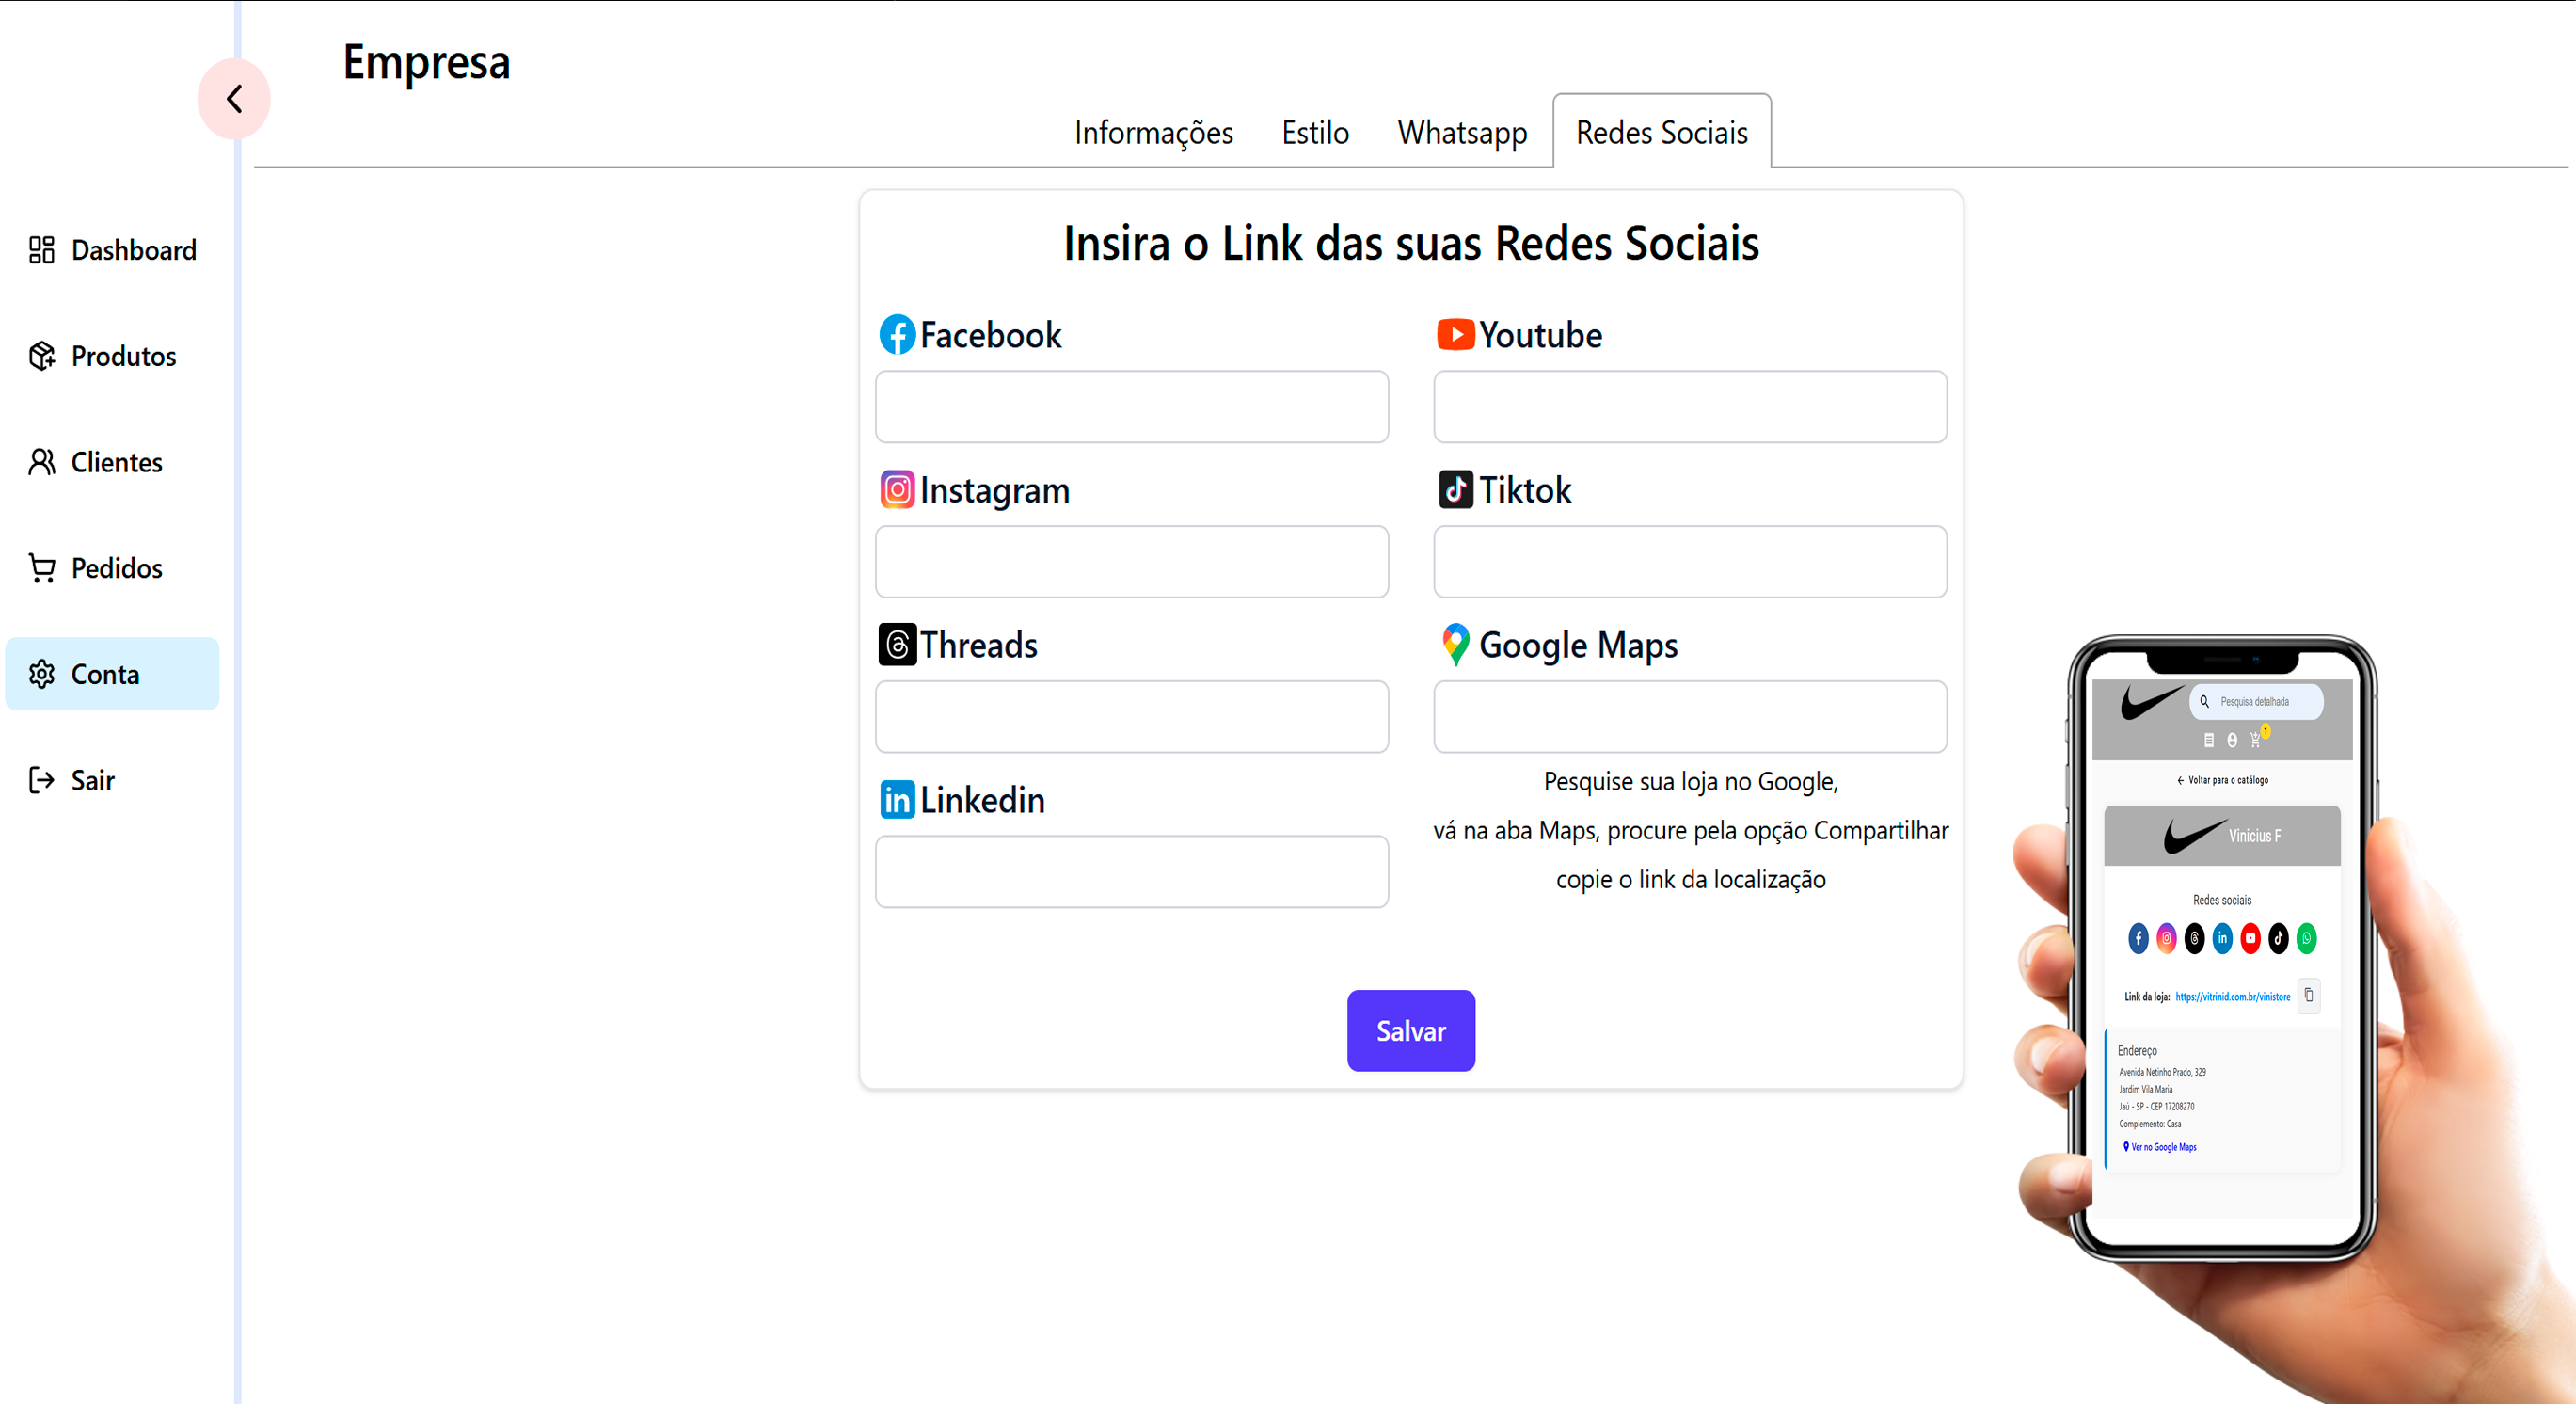 Empresa
Informações Estilo Whatsapp Redes Sociais
Dashboard
Produtos
Clientes
Pedidos
Conta
Sair
Insira o Link das suas Redes Sociais
Facebook
Youtube
Instagram
Tiktok
Threads
Google Maps
Pesquise sua loja no Google,
vá na aba Maps, procure pela opção Compartilhar
copie o link da localização
Linkedin
Salvar
Pesquisa detalhada
1
Voltar para o catálogo
Vinicius F
Redes sociais
Link da loja: https://vitrinid.com.br/vinistore
Endereço
Avenida Netinho Prado, 329
Jardim Vila Maria
Jaú - SP - CEP 17208270
Complemento: Casa
Ver no Google Maps